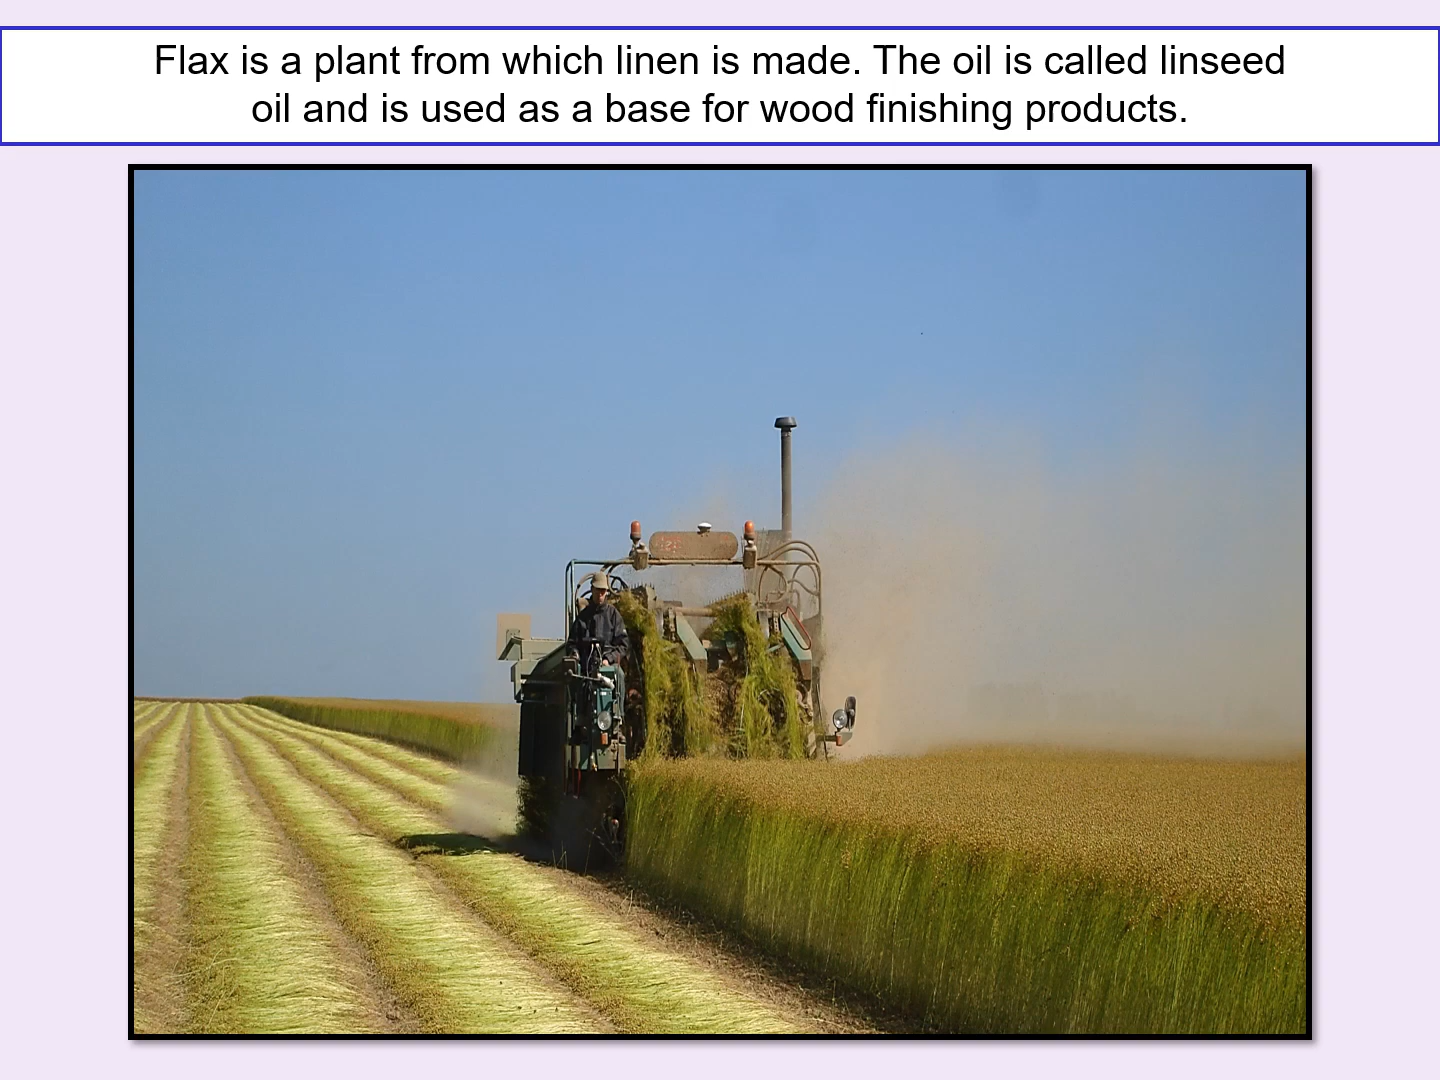 Flax is a plant from which linen is made. The oil is called linseed
oil and is used as a base for wood finishing products.